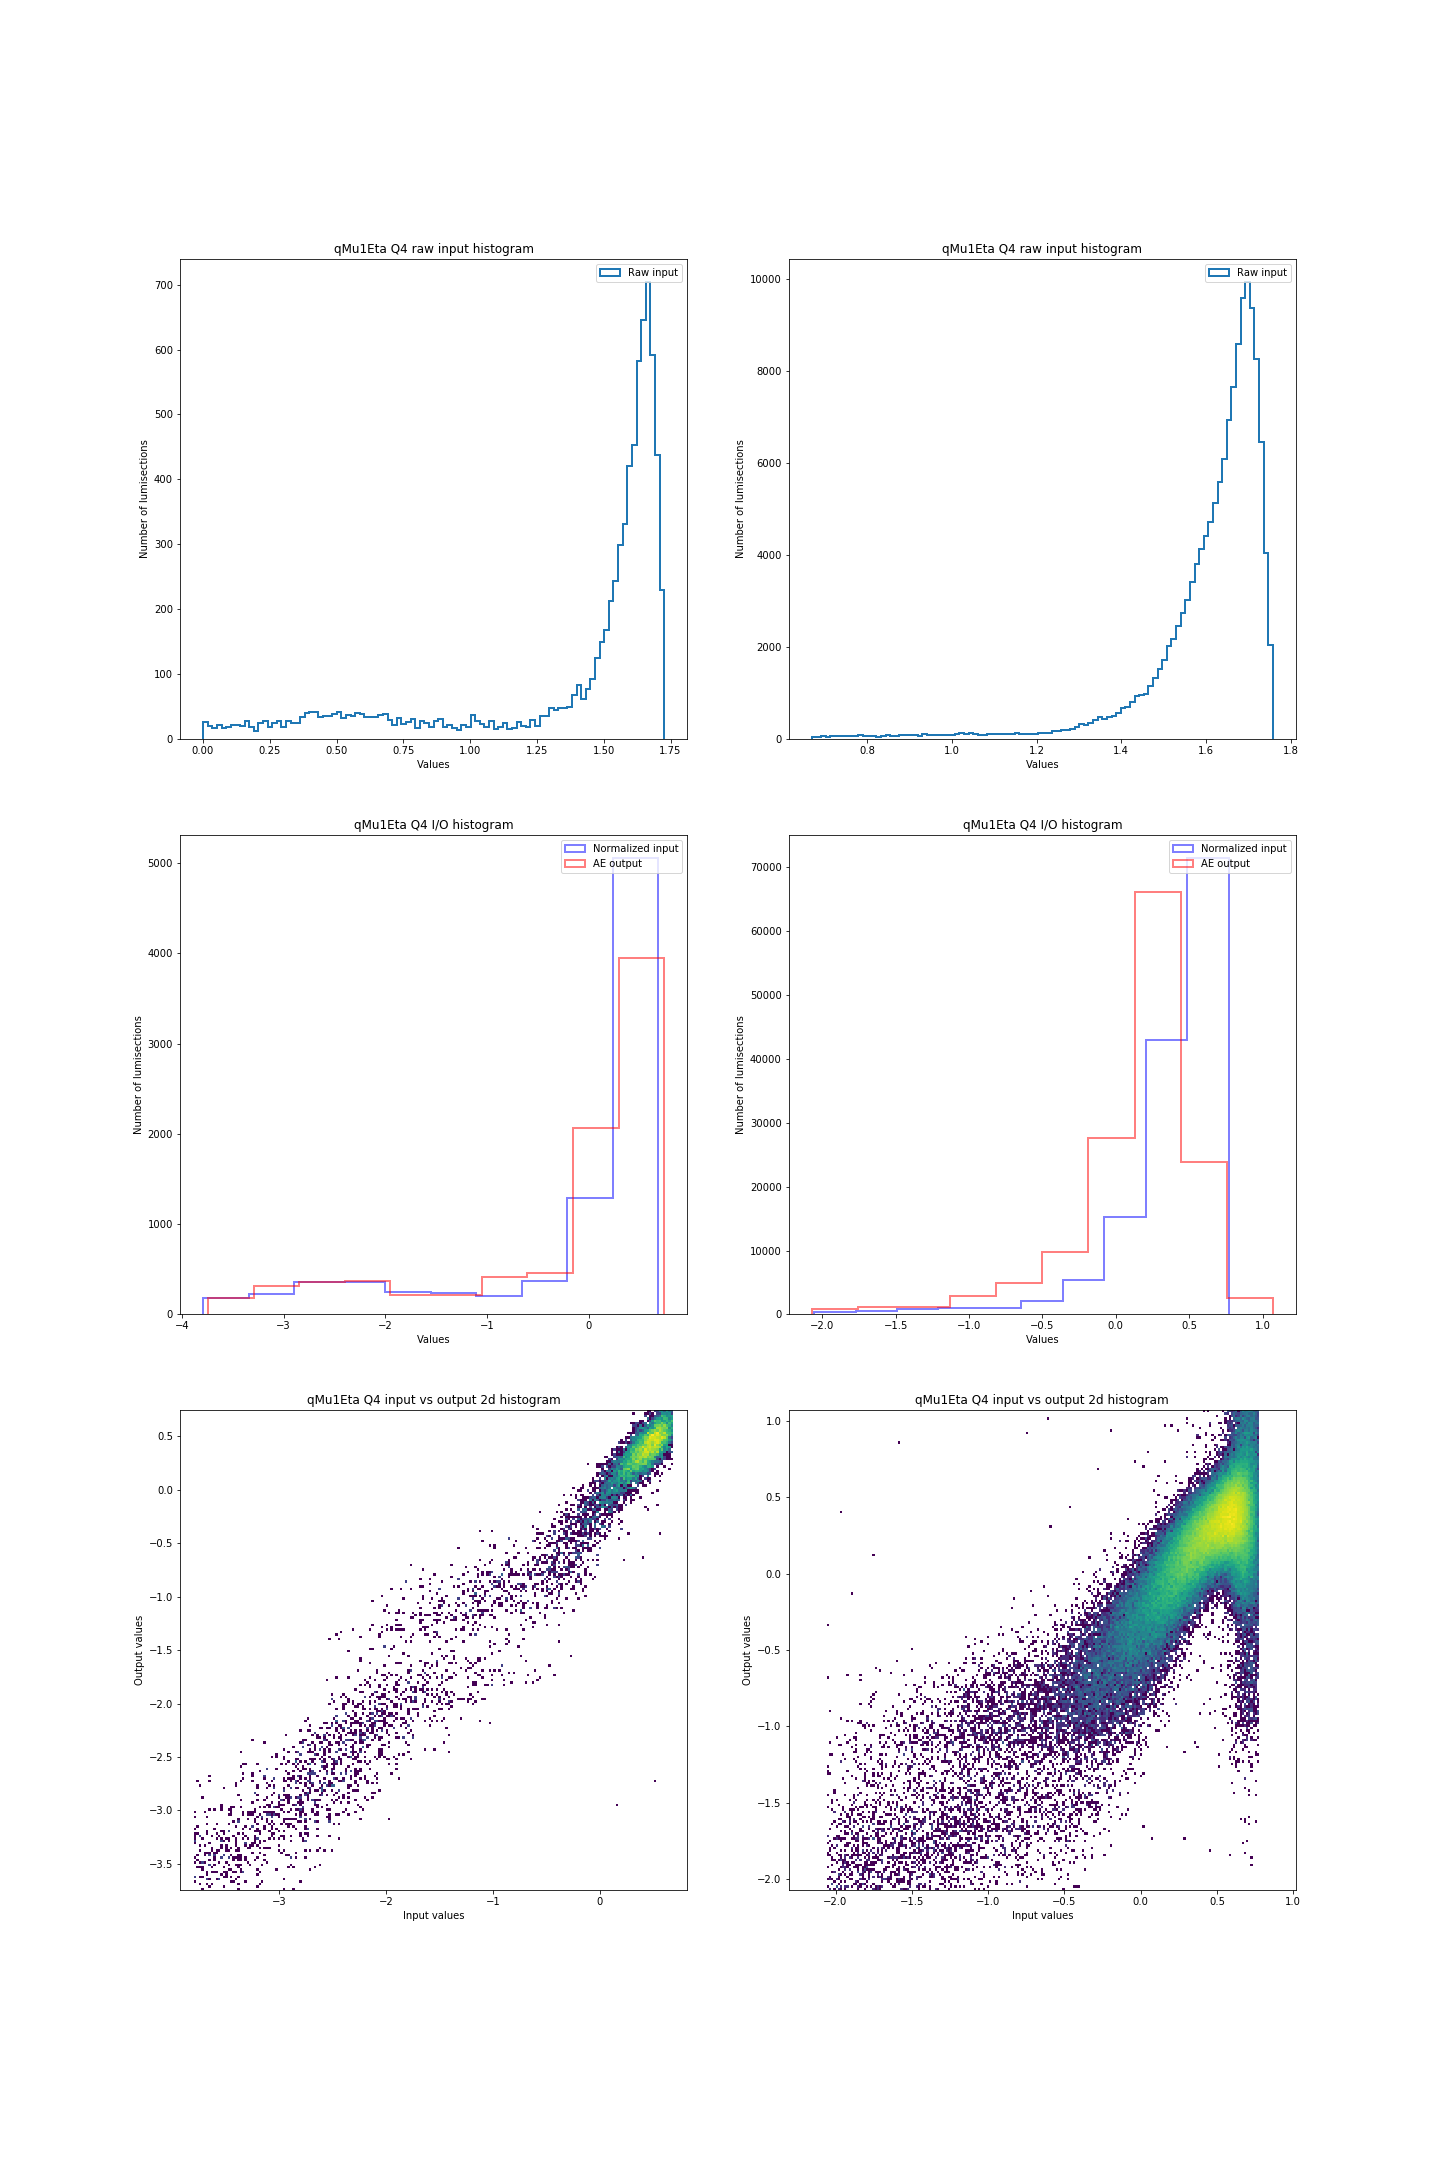 qMu1Eta Q4 raw input histogram
Raw input
700
600
500
400
300
200
100
0
Number of lumisections
0.00 0.25 0.50 0.75 1.00 1.25 1.50 1.75
Values
qMu1Eta Q4 raw input histogram
Raw input
10000
8000
6000
4000
2000
0
Number of lumisections
0.8 1.0 1.2 1.4 1.6 1.8
Values
qMu1Eta Q4 I/O histogram
Normalized input
AE output
5000
4000
3000
2000
1000
0
Number of lumisections
−4 −3 −2 −1 0
Values
qMu1Eta Q4 I/O histogram
Normalized input
AE output
70000
60000
50000
40000
30000
20000
10000
0
Number of lumisections
−2.0 −1.5 −1.0 −0.5 0.0 0.5 1.0
Values
qMu1Eta Q4 input vs output 2d histogram
0.5
0.0
−0.5
−1.0
−1.5
−2.0
−2.5
−3.0
−3.5
Output values
−3 −2 −1 0
Input values
qMu1Eta Q4 input vs output 2d histogram
1.0
0.5
0.0
−0.5
−1.0
−1.5
−2.0
Output values
−2.0 −1.5 −1.0 −0.5 0.0 0.5 1.0
Input values